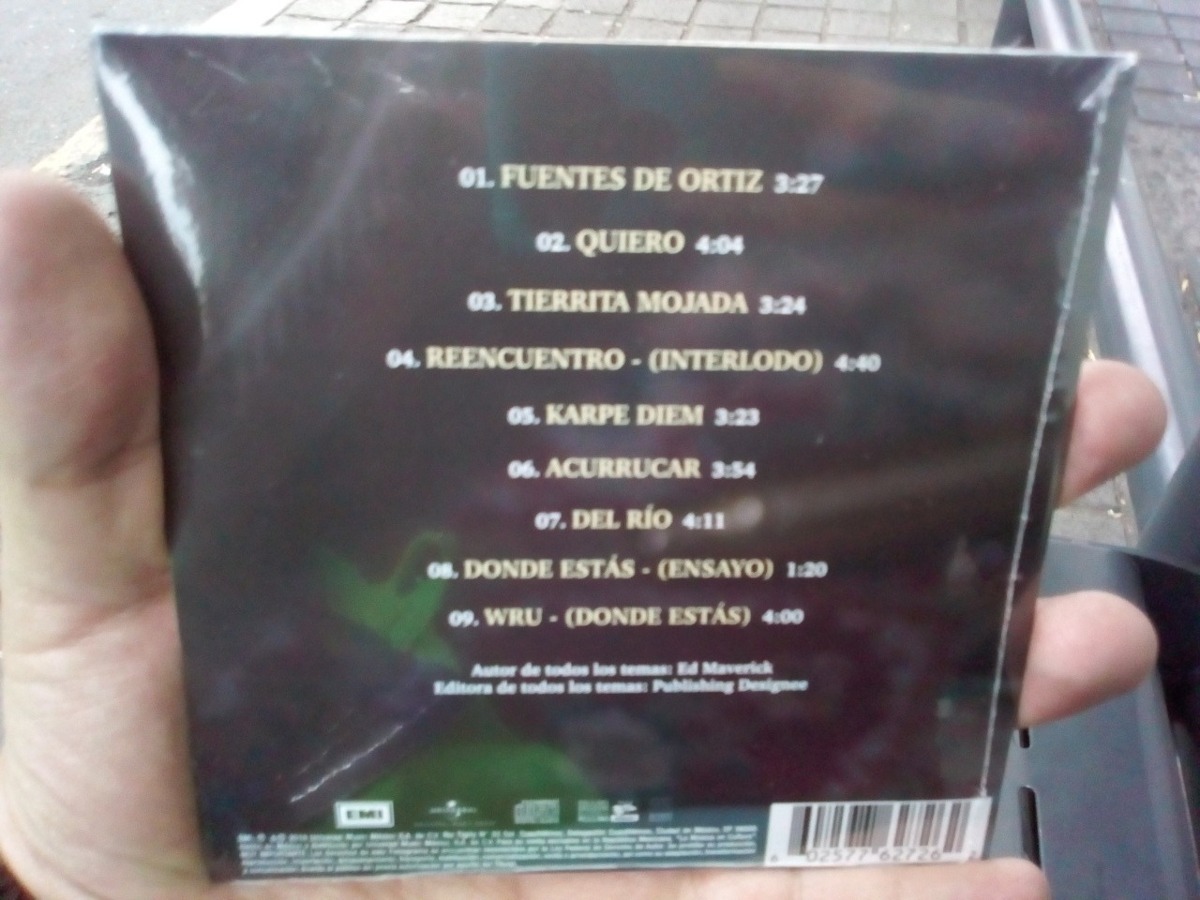 01. FUENTES DE ORTIZ 3:27
02. QUIERO 4:04
03. TIERRITA MOJADA 3:24
04. REENCUENTRO - (INTERLODO) 4:40
05. KARPE DIEM 3:23
06. ACURRUCAR 3:54
07. DEL RÍO 4:11
08. DONDE ESTÁS - (ENSAYO) 1:20
09. WRU - (DONDE ESTÁS) 4:00
Autor de todos los temas: Ed Maverick
Editora de todos los temas: Publishing Designee
EMI
6 02577 62726